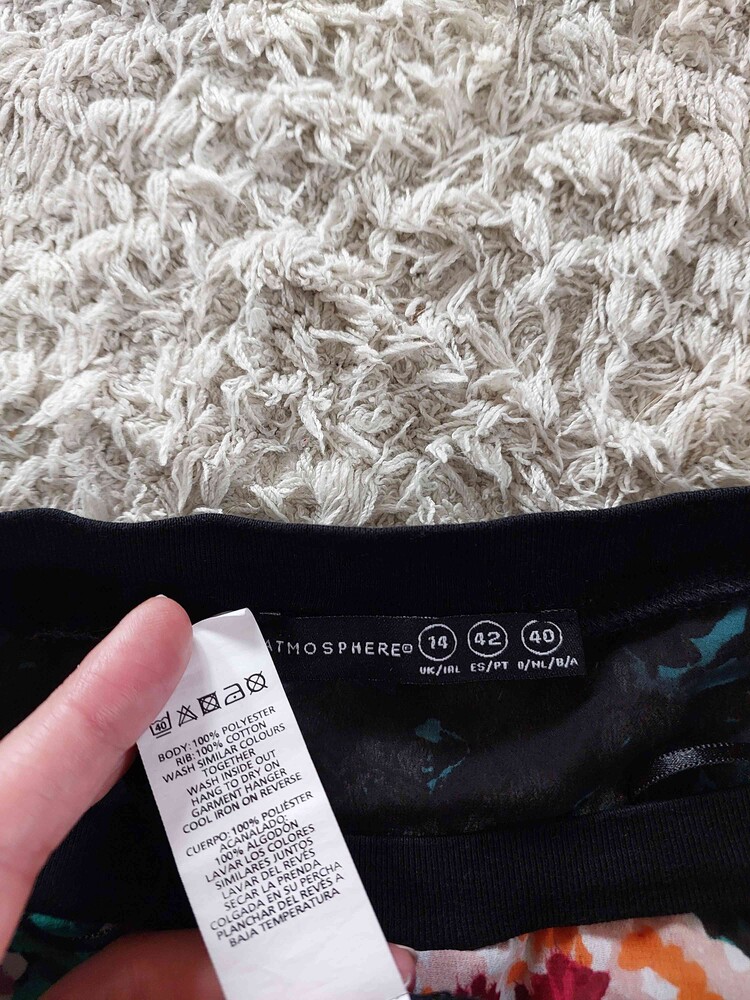 ATMOSPHERE® 14 42 40
UK/IRL ES/PT D/NL/B/A
40
BODY: 100% POLYESTER
RIB: 100% COTTON
WASH SIMILAR COLOURS
TOGETHER
WASH INSIDE OUT
HANG TO DRY ON
GARMENT HANGER
COOL IRON ON REVERSE
CUERPO: 100% POLIÉSTER
ACANALADO:
100% ALGODÓN
LAVAR LOS COLORES
SIMILARES JUNTOS
LAVAR DEL REVÉS
SECAR LA PRENDA
COLGADA EN SU PERCHA
PLANCHAR DEL REVÉS A
BAJA TEMPERATURA